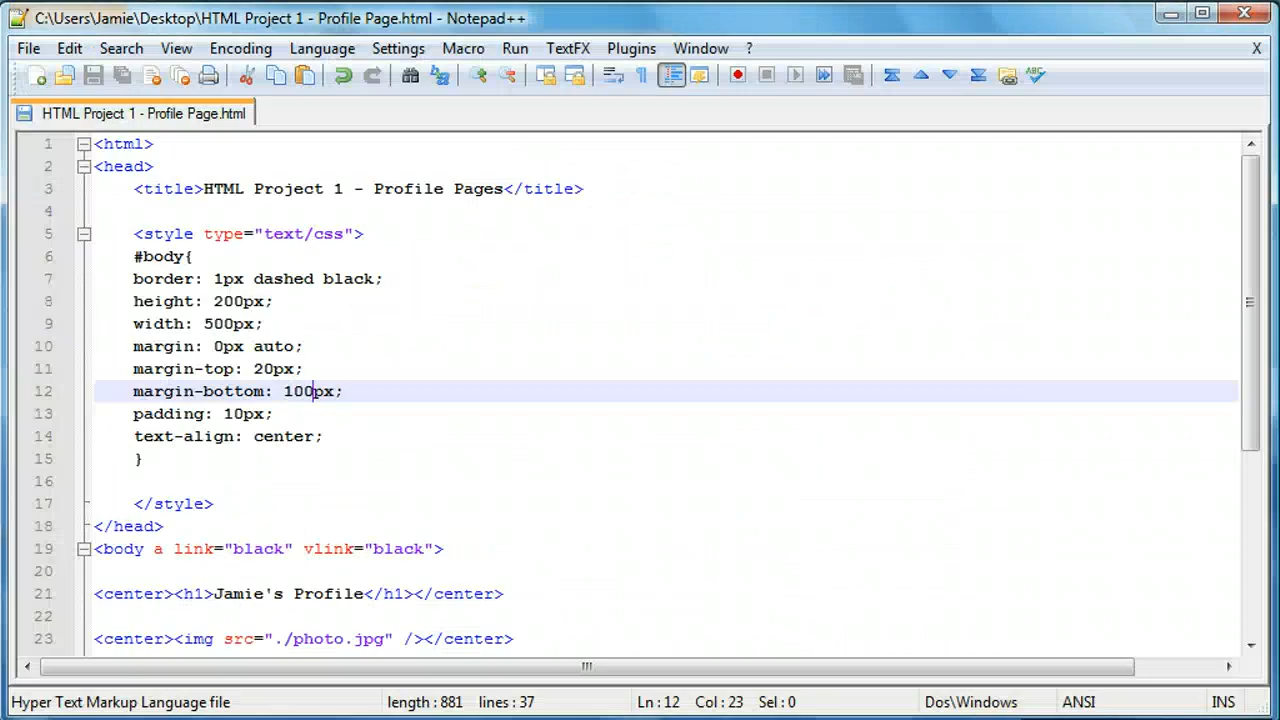 C:\Users\Jamie\Desktop\HTML Project 1 - Profile Page.html - Notepad++
File Edit Search View Encoding Language Settings Macro Run TextFX Plugins Window ? X
HTML Project 1 - Profile Page.html
1 <html>
2 <head>
3 <title>HTML Project 1 - Profile Pages</title>
4
5 <style type="text/css">
6 #body{
7 border: 1px dashed black;
8 height: 200px;
9 width: 500px;
10 margin: 0px auto;
11 margin-top: 20px;
12 margin-bottom: 100px;
13 padding: 10px;
14 text-align: center;
15 }
16
17 </style>
18 </head>
19 <body a link="black" vlink="black">
20
21 <center><h1>Jamie's Profile</h1></center>
22
23 <center><img src="./photo.jpg" /></center>
Hyper Text Markup Language file length : 881 lines : 37 Ln : 12 Col : 23 Sel : 0 Dos\Windows ANSI INS